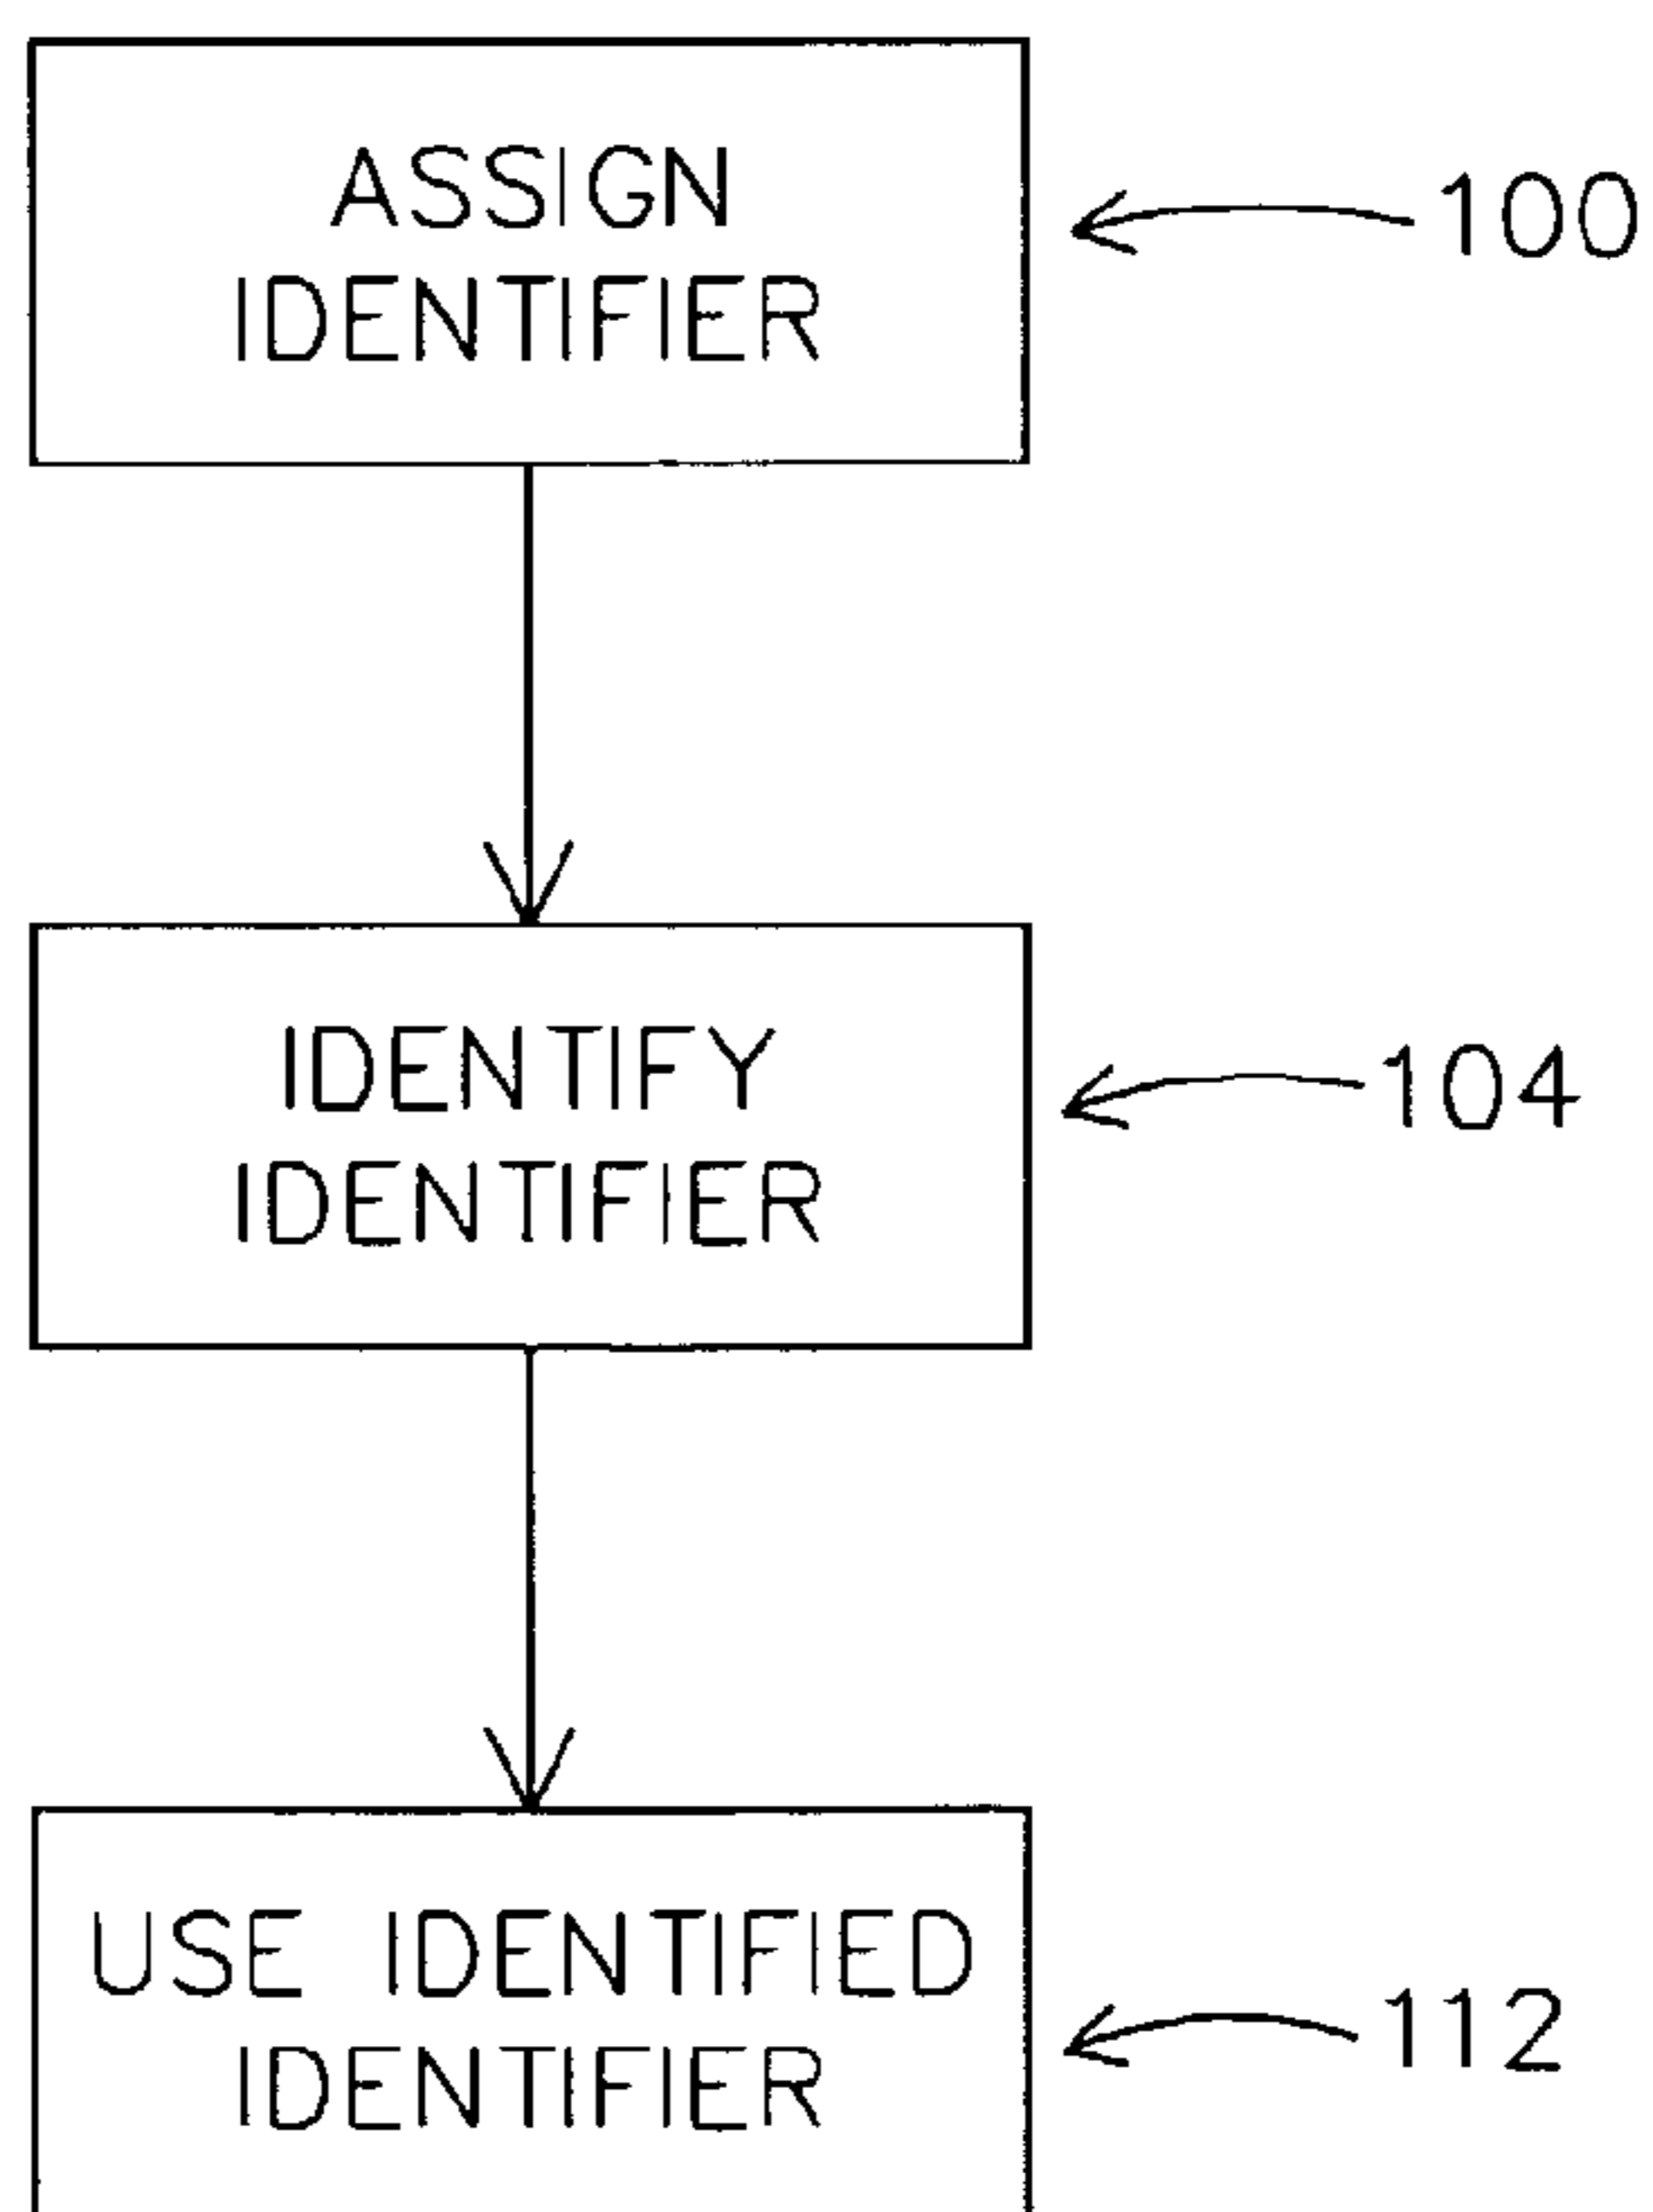 ASSIGN
IDENTIFIER
100
IDENTIFY
IDENTIFIER
104
USE IDENTIFIED
IDENTIFIER
112